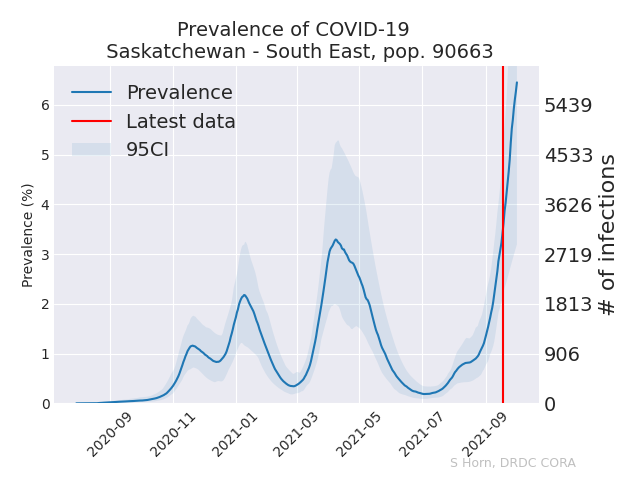 Prevalence of COVID-19
Saskatchewan - South East, pop. 90663
Prevalence
Latest data
95CI
Prevalence (%)
6
5
4
3
2
1
0
5439
4533
3626
2719
1813
906
0
# of infections
2020-09
2020-11
2021-01
2021-03
2021-05
2021-07
2021-09
S Horn, DRDC CORA